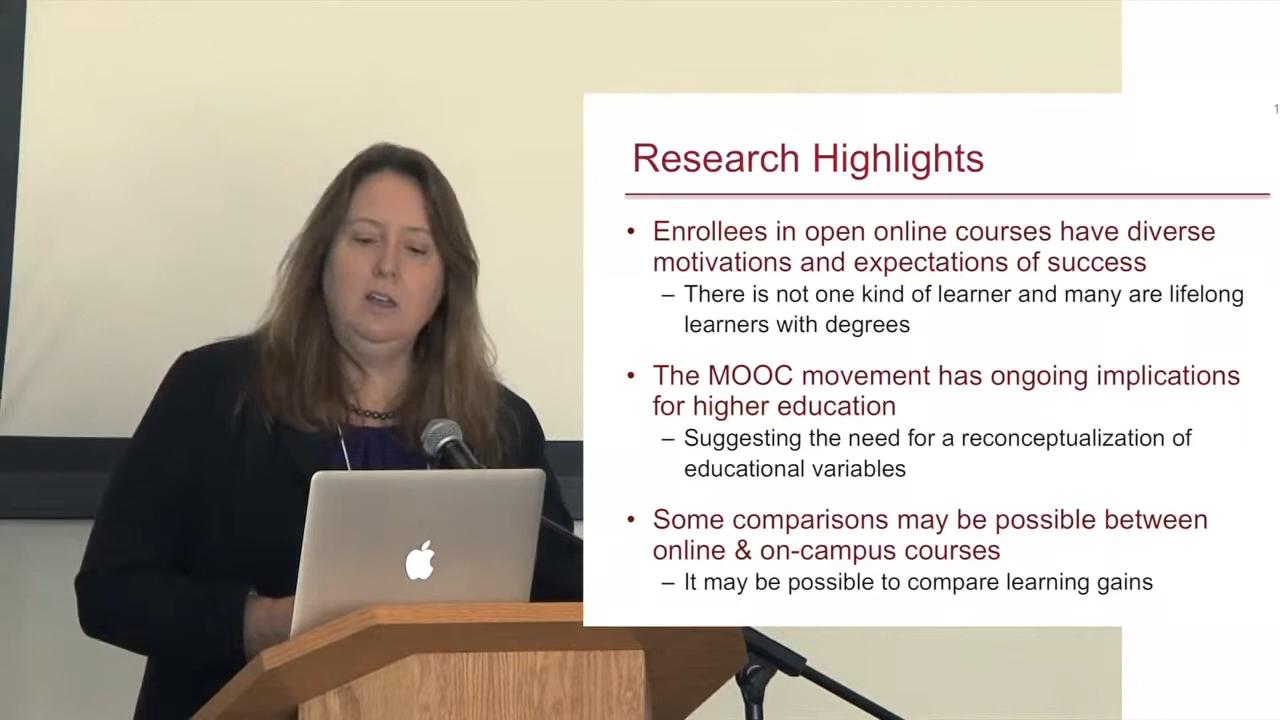 1
Research Highlights
• Enrollees in open online courses have diverse
motivations and expectations of success
– There is not one kind of learner and many are lifelong
learners with degrees
• The MOOC movement has ongoing implications
for higher education
– Suggesting the need for a reconceptualization of
educational variables
• Some comparisons may be possible between
online & on-campus courses
– It may be possible to compare learning gains